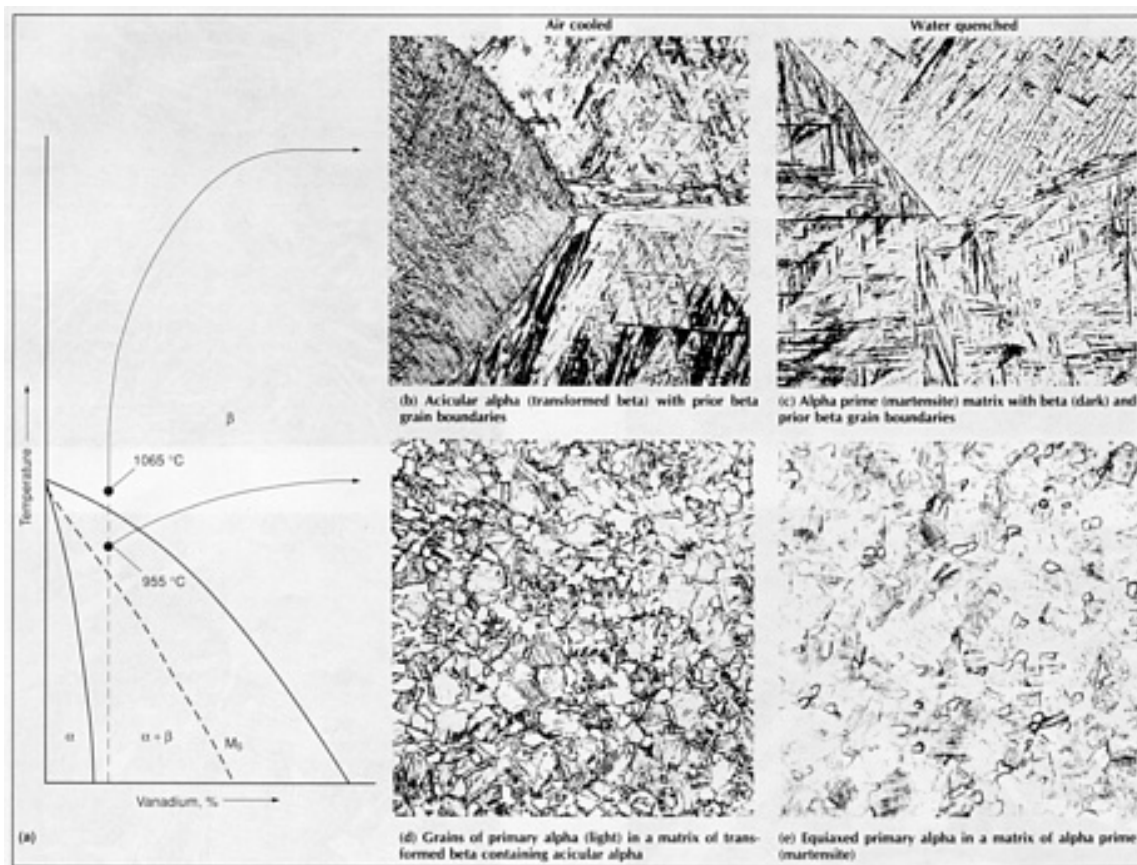 Air cooled
Water quenched
(b) Acicular alpha (transformed beta) with prior beta
grain boundaries
(c) Alpha prime (martensite) matrix with beta (dark) and
prior beta grain boundaries
Temperature
β
1065 °C
955 °C
α
α + β
Ms
Vanadium, %
(a)
(d) Grains of primary alpha (light) in a matrix of trans-
formed beta containing acicular alpha
(e) Equiaxed primary alpha in a matrix of alpha prime
(martensite)